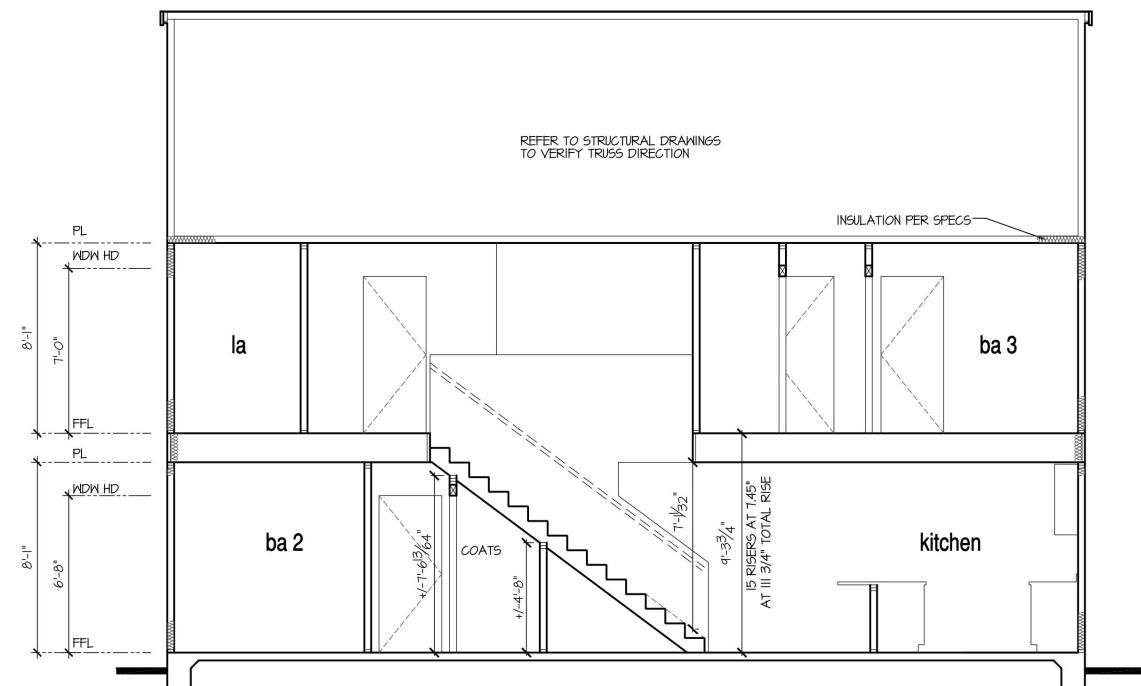 REFER TO STRUCTURAL DRAWINGS
TO VERIFY TRUSS DIRECTION
INSULATION PER SPECS
PL
WDW HD
8'-1"
7'-0"
la
ba 3
FFL
PL
WDW HD
8'-1"
6'-8"
ba 2
+/-7'-6 13/64"
COATS
+/-4'-8"
7'-1/32"
9'-3 3/4"
15 RISERS AT 7.45"
AT 111 3/4" TOTAL RISE
kitchen
FFL